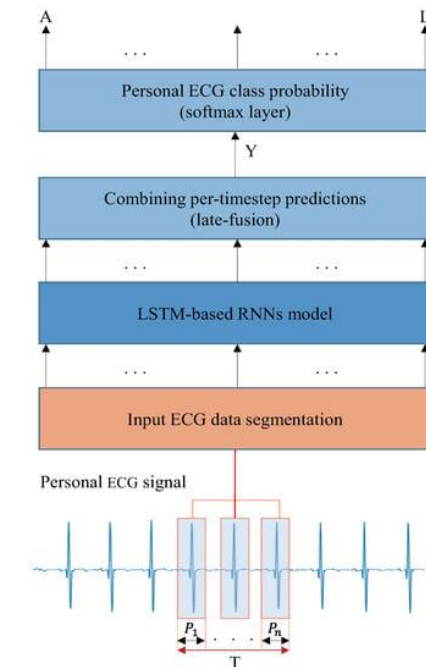 A L
. . . . . .
Personal ECG class probability
(softmax layer)
Y
Combining per-timestep predictions
(late-fusion)
. . . . . .
LSTM-based RNNs model
. . . . . .
Input ECG data segmentation
Personal ECG signal
P₁ . . . Pₙ
T